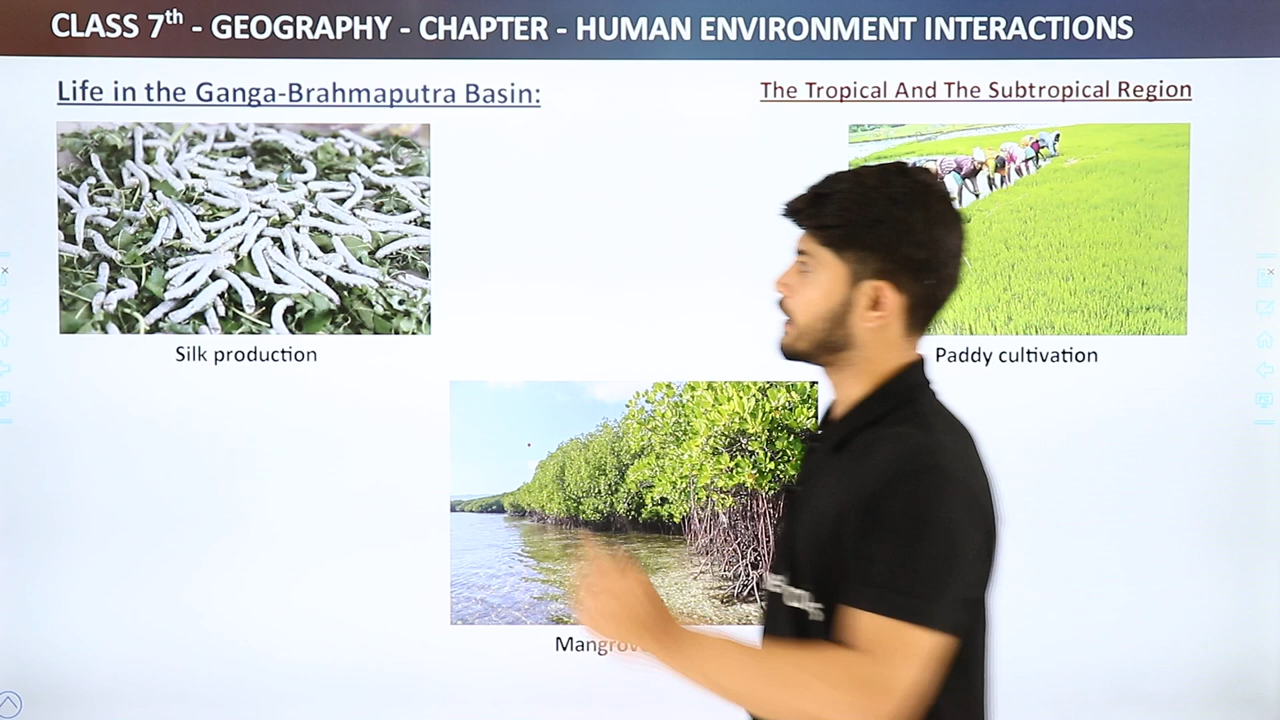 CLASS 7th - GEOGRAPHY - CHAPTER - HUMAN ENVIRONMENT INTERACTIONS
Life in the Ganga-Brahmaputra Basin:
The Tropical And The Subtropical Region
Silk production
Paddy cultivation